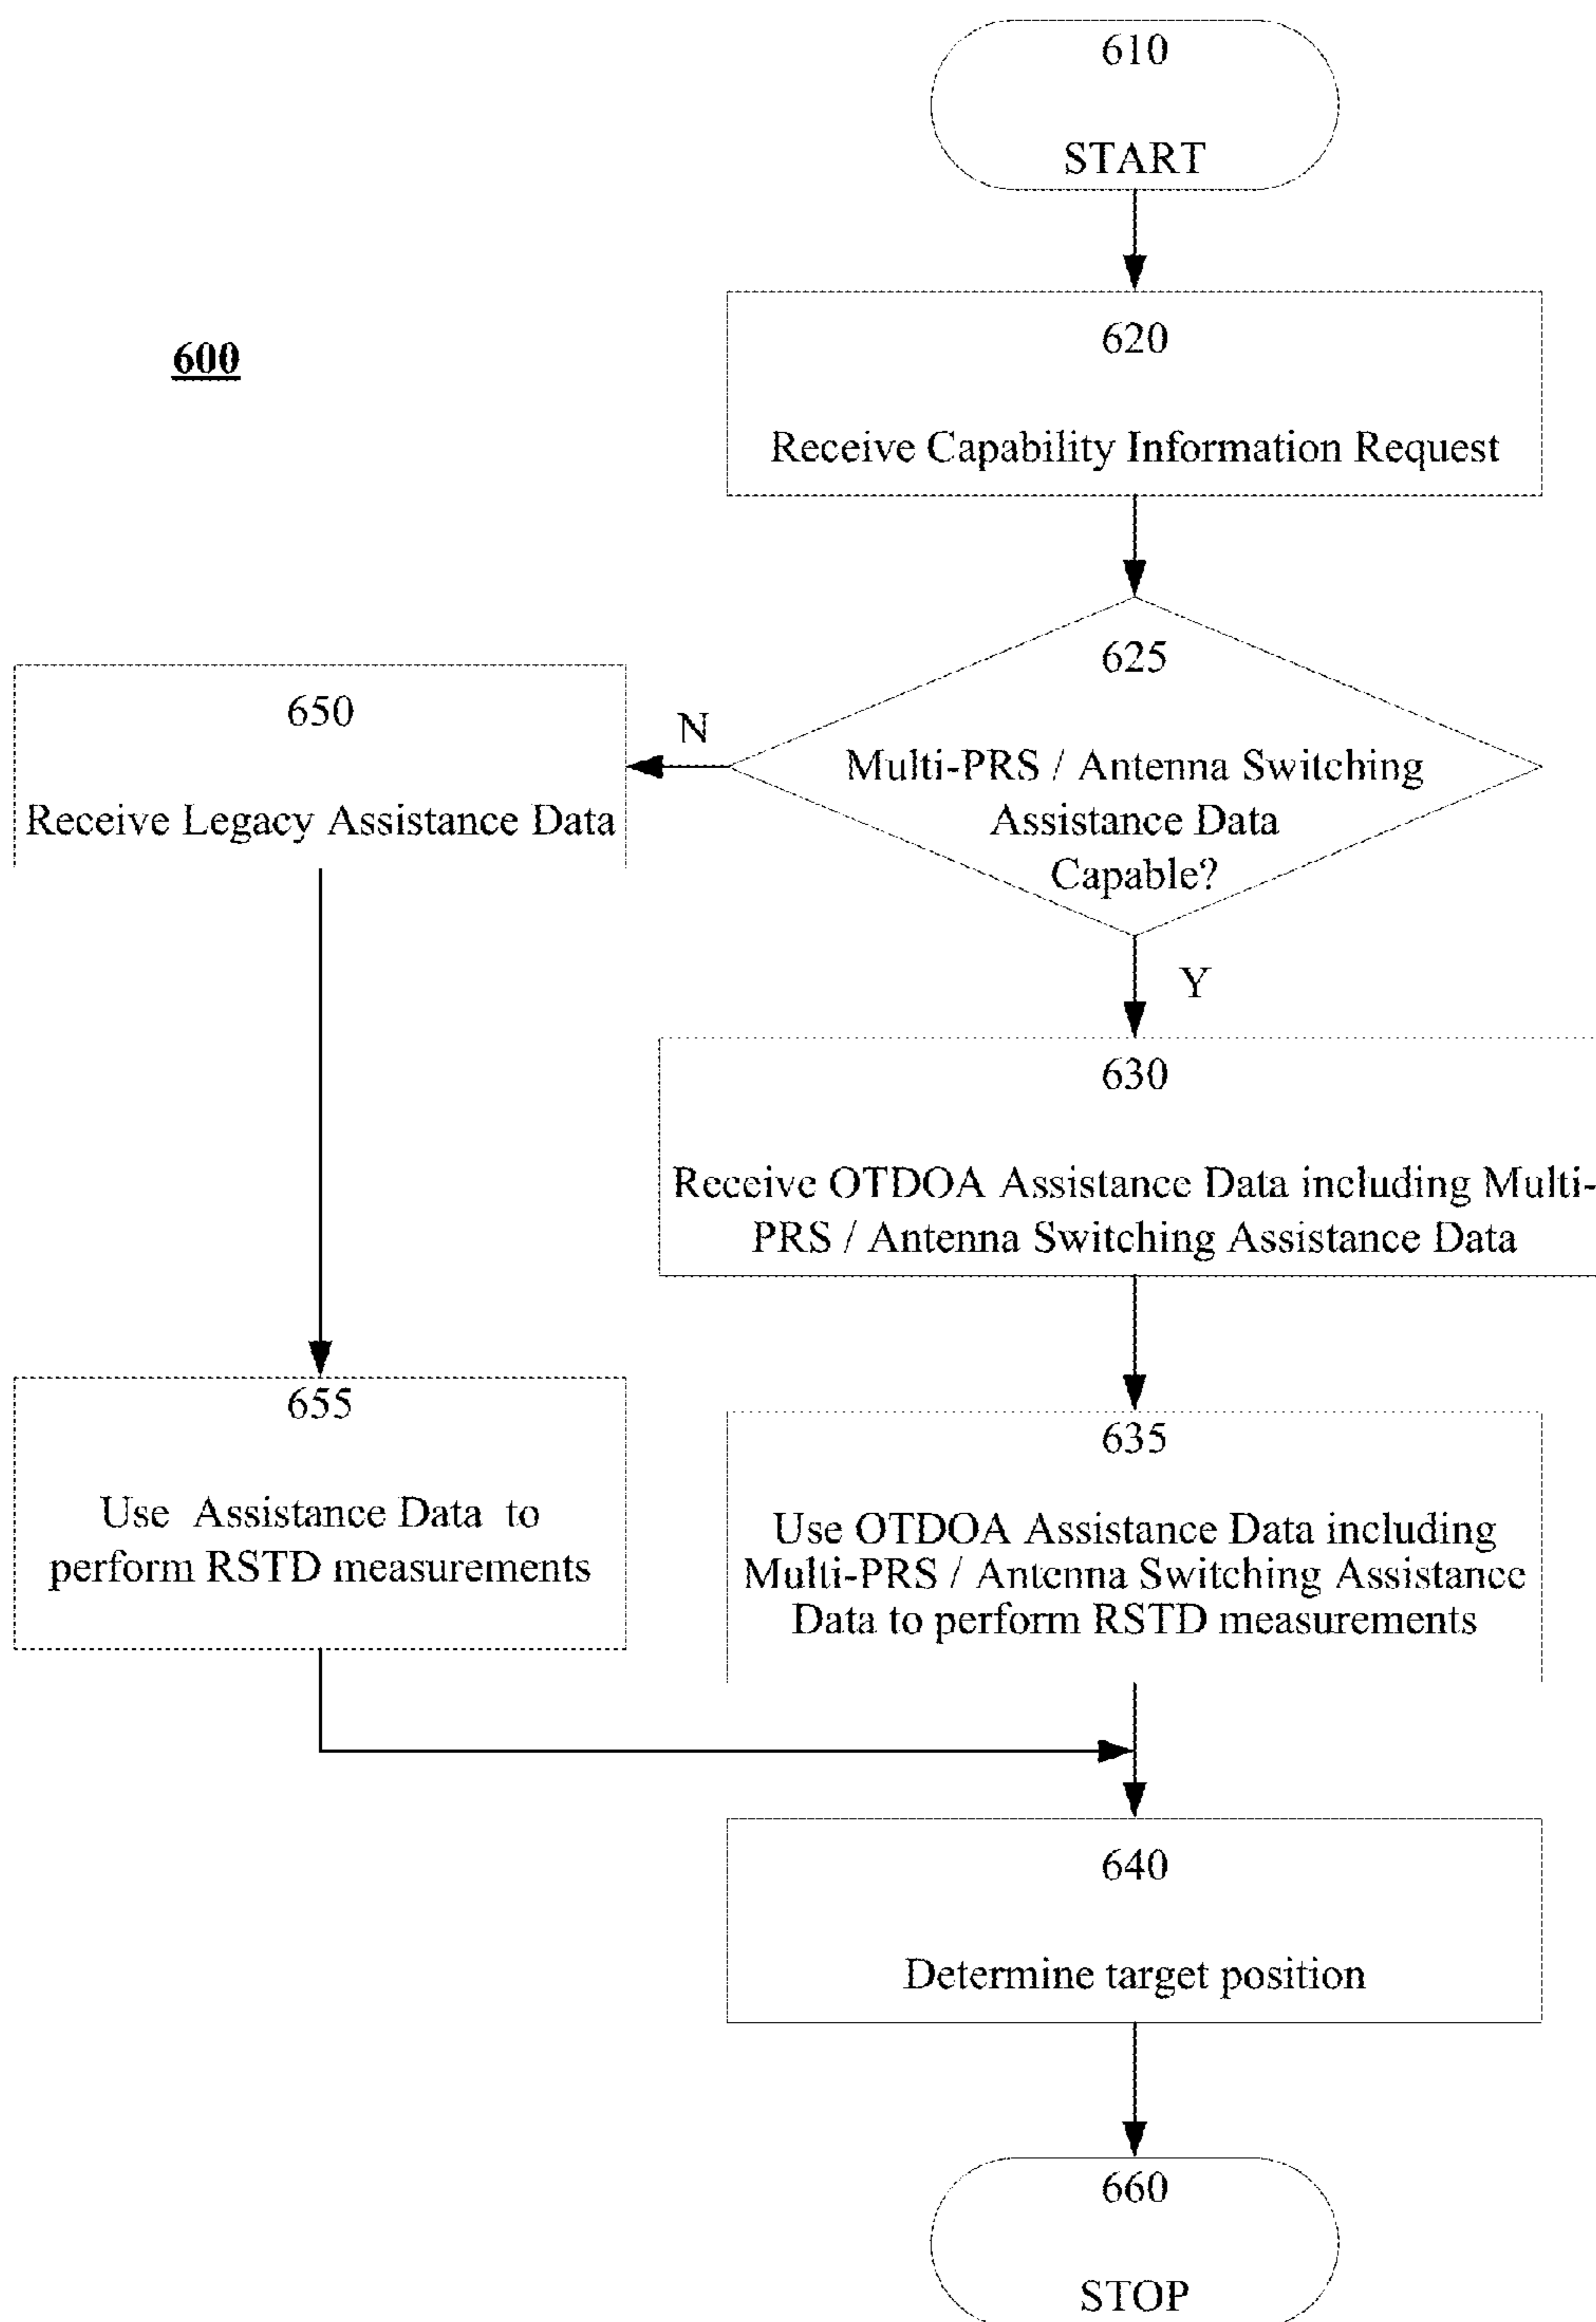 610
START
600
620
Receive Capability Information Request
625
Multi-PRS / Antenna Switching
Assistance Data
Capable?
N
650
Receive Legacy Assistance Data
Y
630
Receive OTDOA Assistance Data including Multi-
PRS / Antenna Switching Assistance Data
655
Use Assistance Data to
perform RSTD measurements
635
Use OTDOA Assistance Data including
Multi-PRS / Antenna Switching Assistance
Data to perform RSTD measurements
640
Determine target position
660
STOP